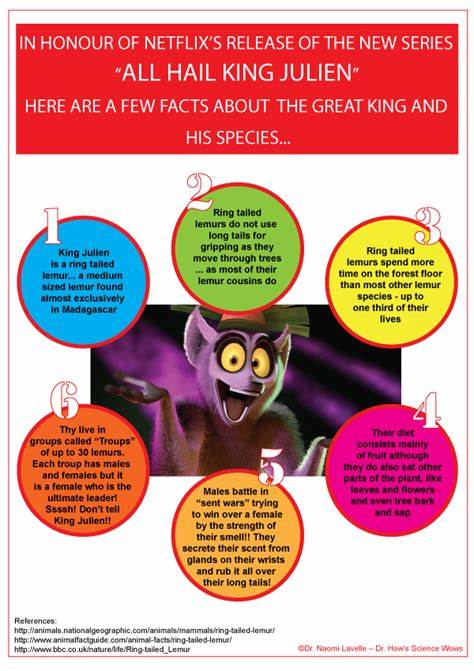 IN HONOUR OF NETFLIX'S RELEASE OF THE NEW SERIES
"ALL HAIL KING JULIEN"
HERE ARE A FEW FACTS ABOUT THE GREAT KING AND
HIS SPECIES...
1
King Julien
is a ring tailed
lemur... a medium
sized lemur found
almost exclusively
in Madagascar
2
Ring tailed
lemurs do not use
long tails for
gripping as they
move through trees
... as most of their
lemur cousins do
3
Ring tailed
lemurs spend more
time on the forest floor
than most other lemur
species - up to
one third of their
lives
4
Their diet
consists mainly
of fruit although
they do also eat other
parts of the plant, like
leaves and flowers
and even tree bark
and sap
5
Males battle in
"sent wars" trying
to win over a female
by the strength of
their smell!! They
secrete their scent from
glands on their wrists
and rub it all over
their long tails!
6
Thy live in
groups called "Troups"
of up to 30 lemurs.
Each troup has males
and females but it
is a female who is the
ultimate leader!
Ssssh! Don't tell
King Julien!!
References:
http://animals.nationalgeographic.com/animals/mammals/ring-tailed-lemur/
http://www.animalfactguide.com/animal-facts/ring-tailed-lemur/
http://www.bbc.co.uk/nature/life/Ring-tailed_Lemur
©Dr. Naomi Lavelle – Dr. How's Science Wows